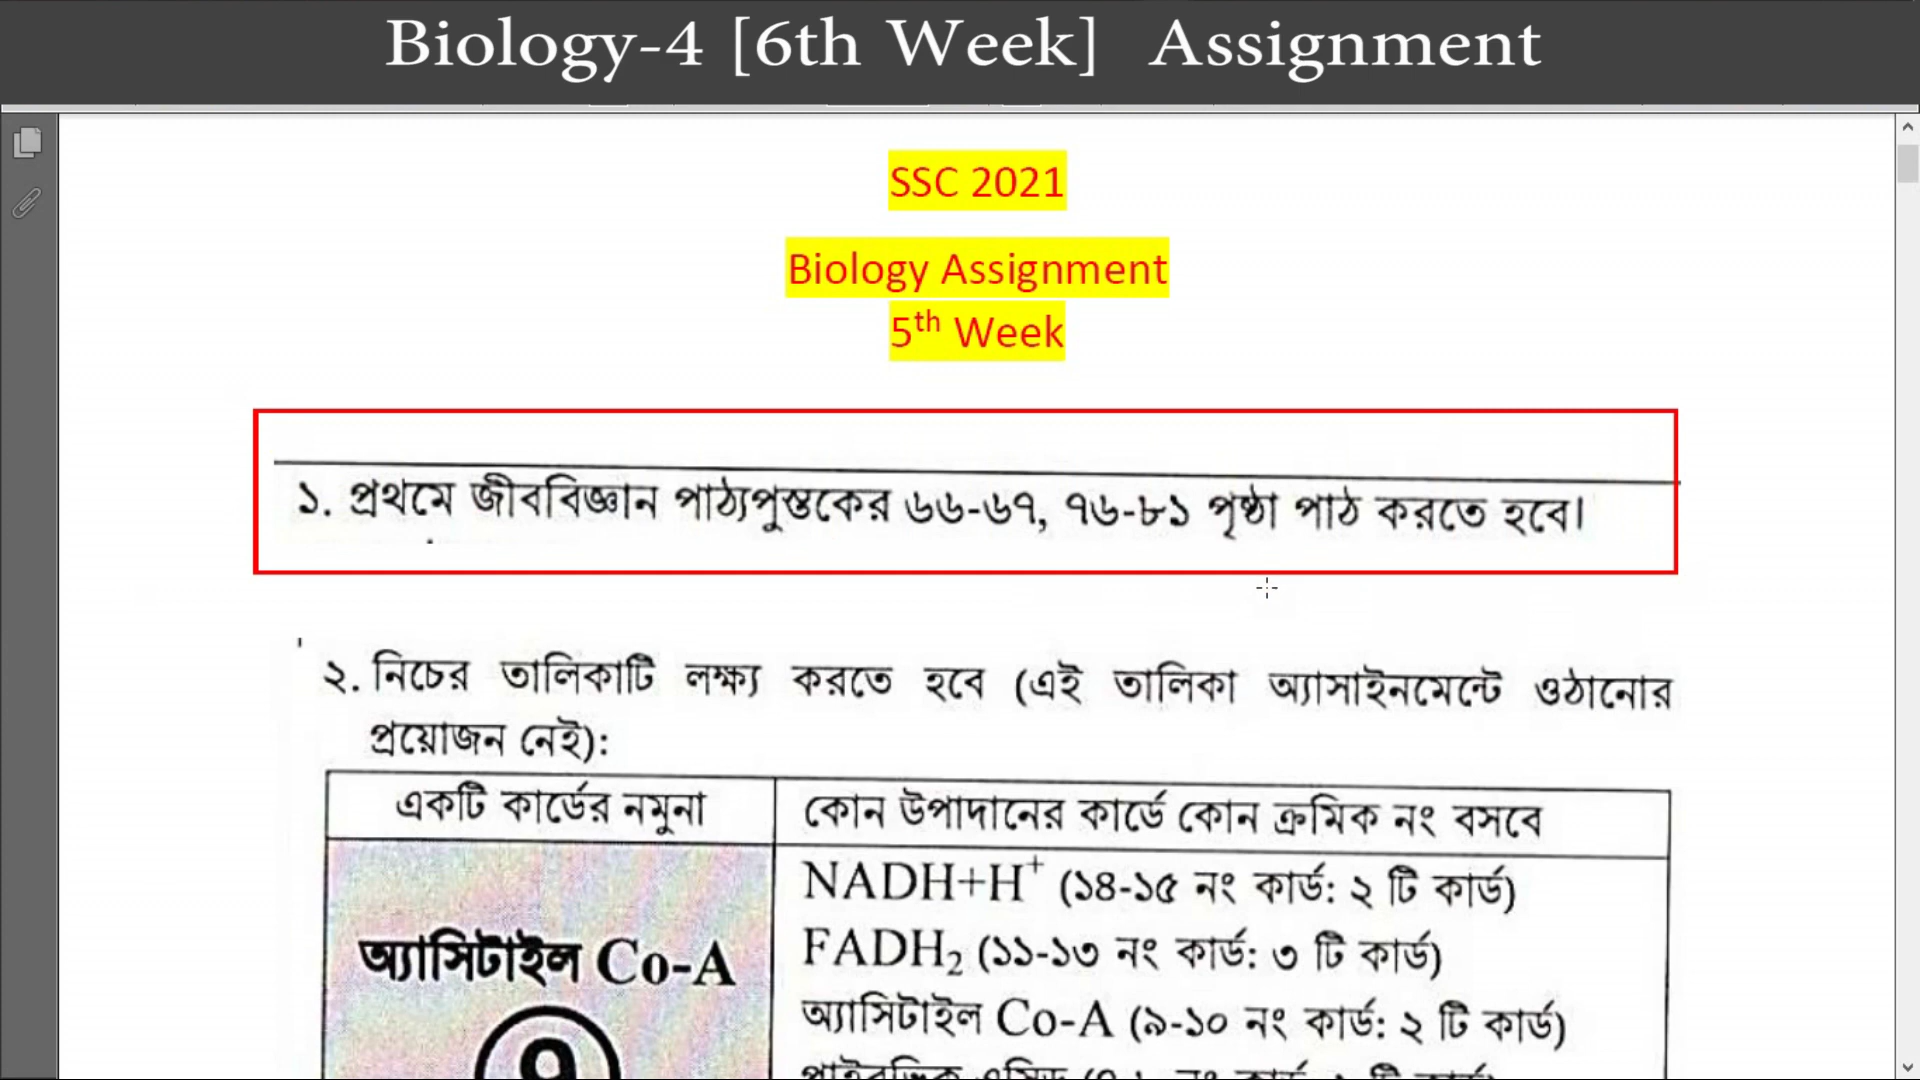 Biology-4 [6th Week] Assignment
SSC 2021
Biology Assignment
5th Week
১. প্রথমে জীববিজ্ঞান পাঠ্যপুস্তকের ৬৬-৬৭, ৭৬-৮১ পৃষ্ঠা পাঠ করতে হবে।
২. নিচের তালিকাটি লক্ষ্য করতে হবে (এই তালিকা অ্যাসাইনমেন্টে ওঠানোর
প্রয়োজন নেই):
একটি কার্ডের নমুনা
কোন উপাদানের কার্ডে কোন ক্রমিক নং বসবে
অ্যাসিটাইল Co-A
NADH+H⁺ (১৪-১৫ নং কার্ড: ২ টি কার্ড)
FADH₂ (১১-১৩ নং কার্ড: ৩ টি কার্ড)
অ্যাসিটাইল Co-A (৯-১০ নং কার্ড: ২ টি কার্ড)